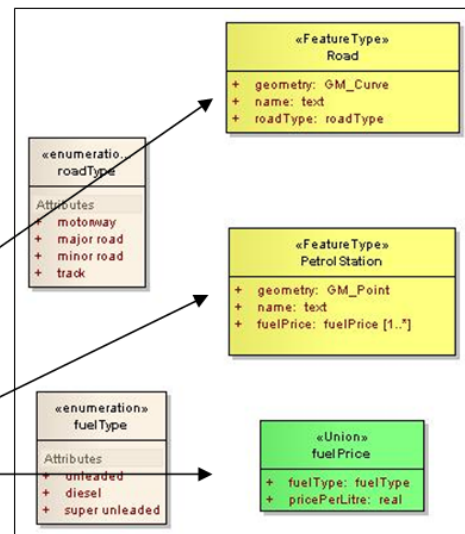 «FeatureType»
Road
+ geometry: GM_Curve
+ name: text
+ roadType: roadType
«enumeratio...
roadType
Attributes
+ motorway
+ major road
+ minor road
+ track
«FeatureType»
Petrol Station
+ geometry: GM_Point
+ name: text
+ fuelPrice: fuelPrice [1..*]
«enumeration»
fuelType
Attributes
+ unleaded
+ diesel
+ super unleaded
«Union»
fuelPrice
+ fuelType: fuelType
+ pricePerLitre: real